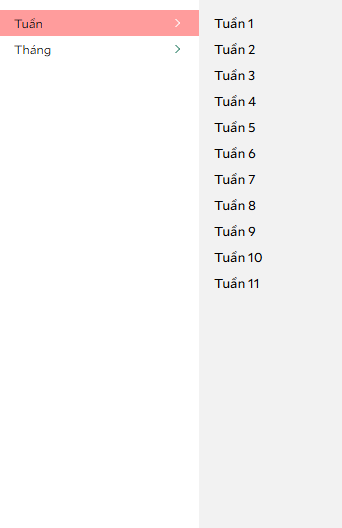 Tuần
Tháng
Tuần 1
Tuần 2
Tuần 3
Tuần 4
Tuần 5
Tuần 6
Tuần 7
Tuần 8
Tuần 9
Tuần 10
Tuần 11